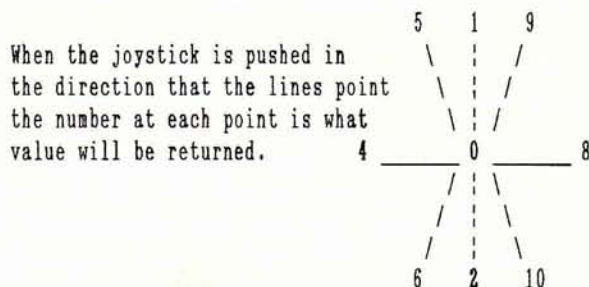 5 1 9
When the joystick is pushed in
the direction that the lines point
the number at each point is what
value will be returned. 4 0 8
6 2 10